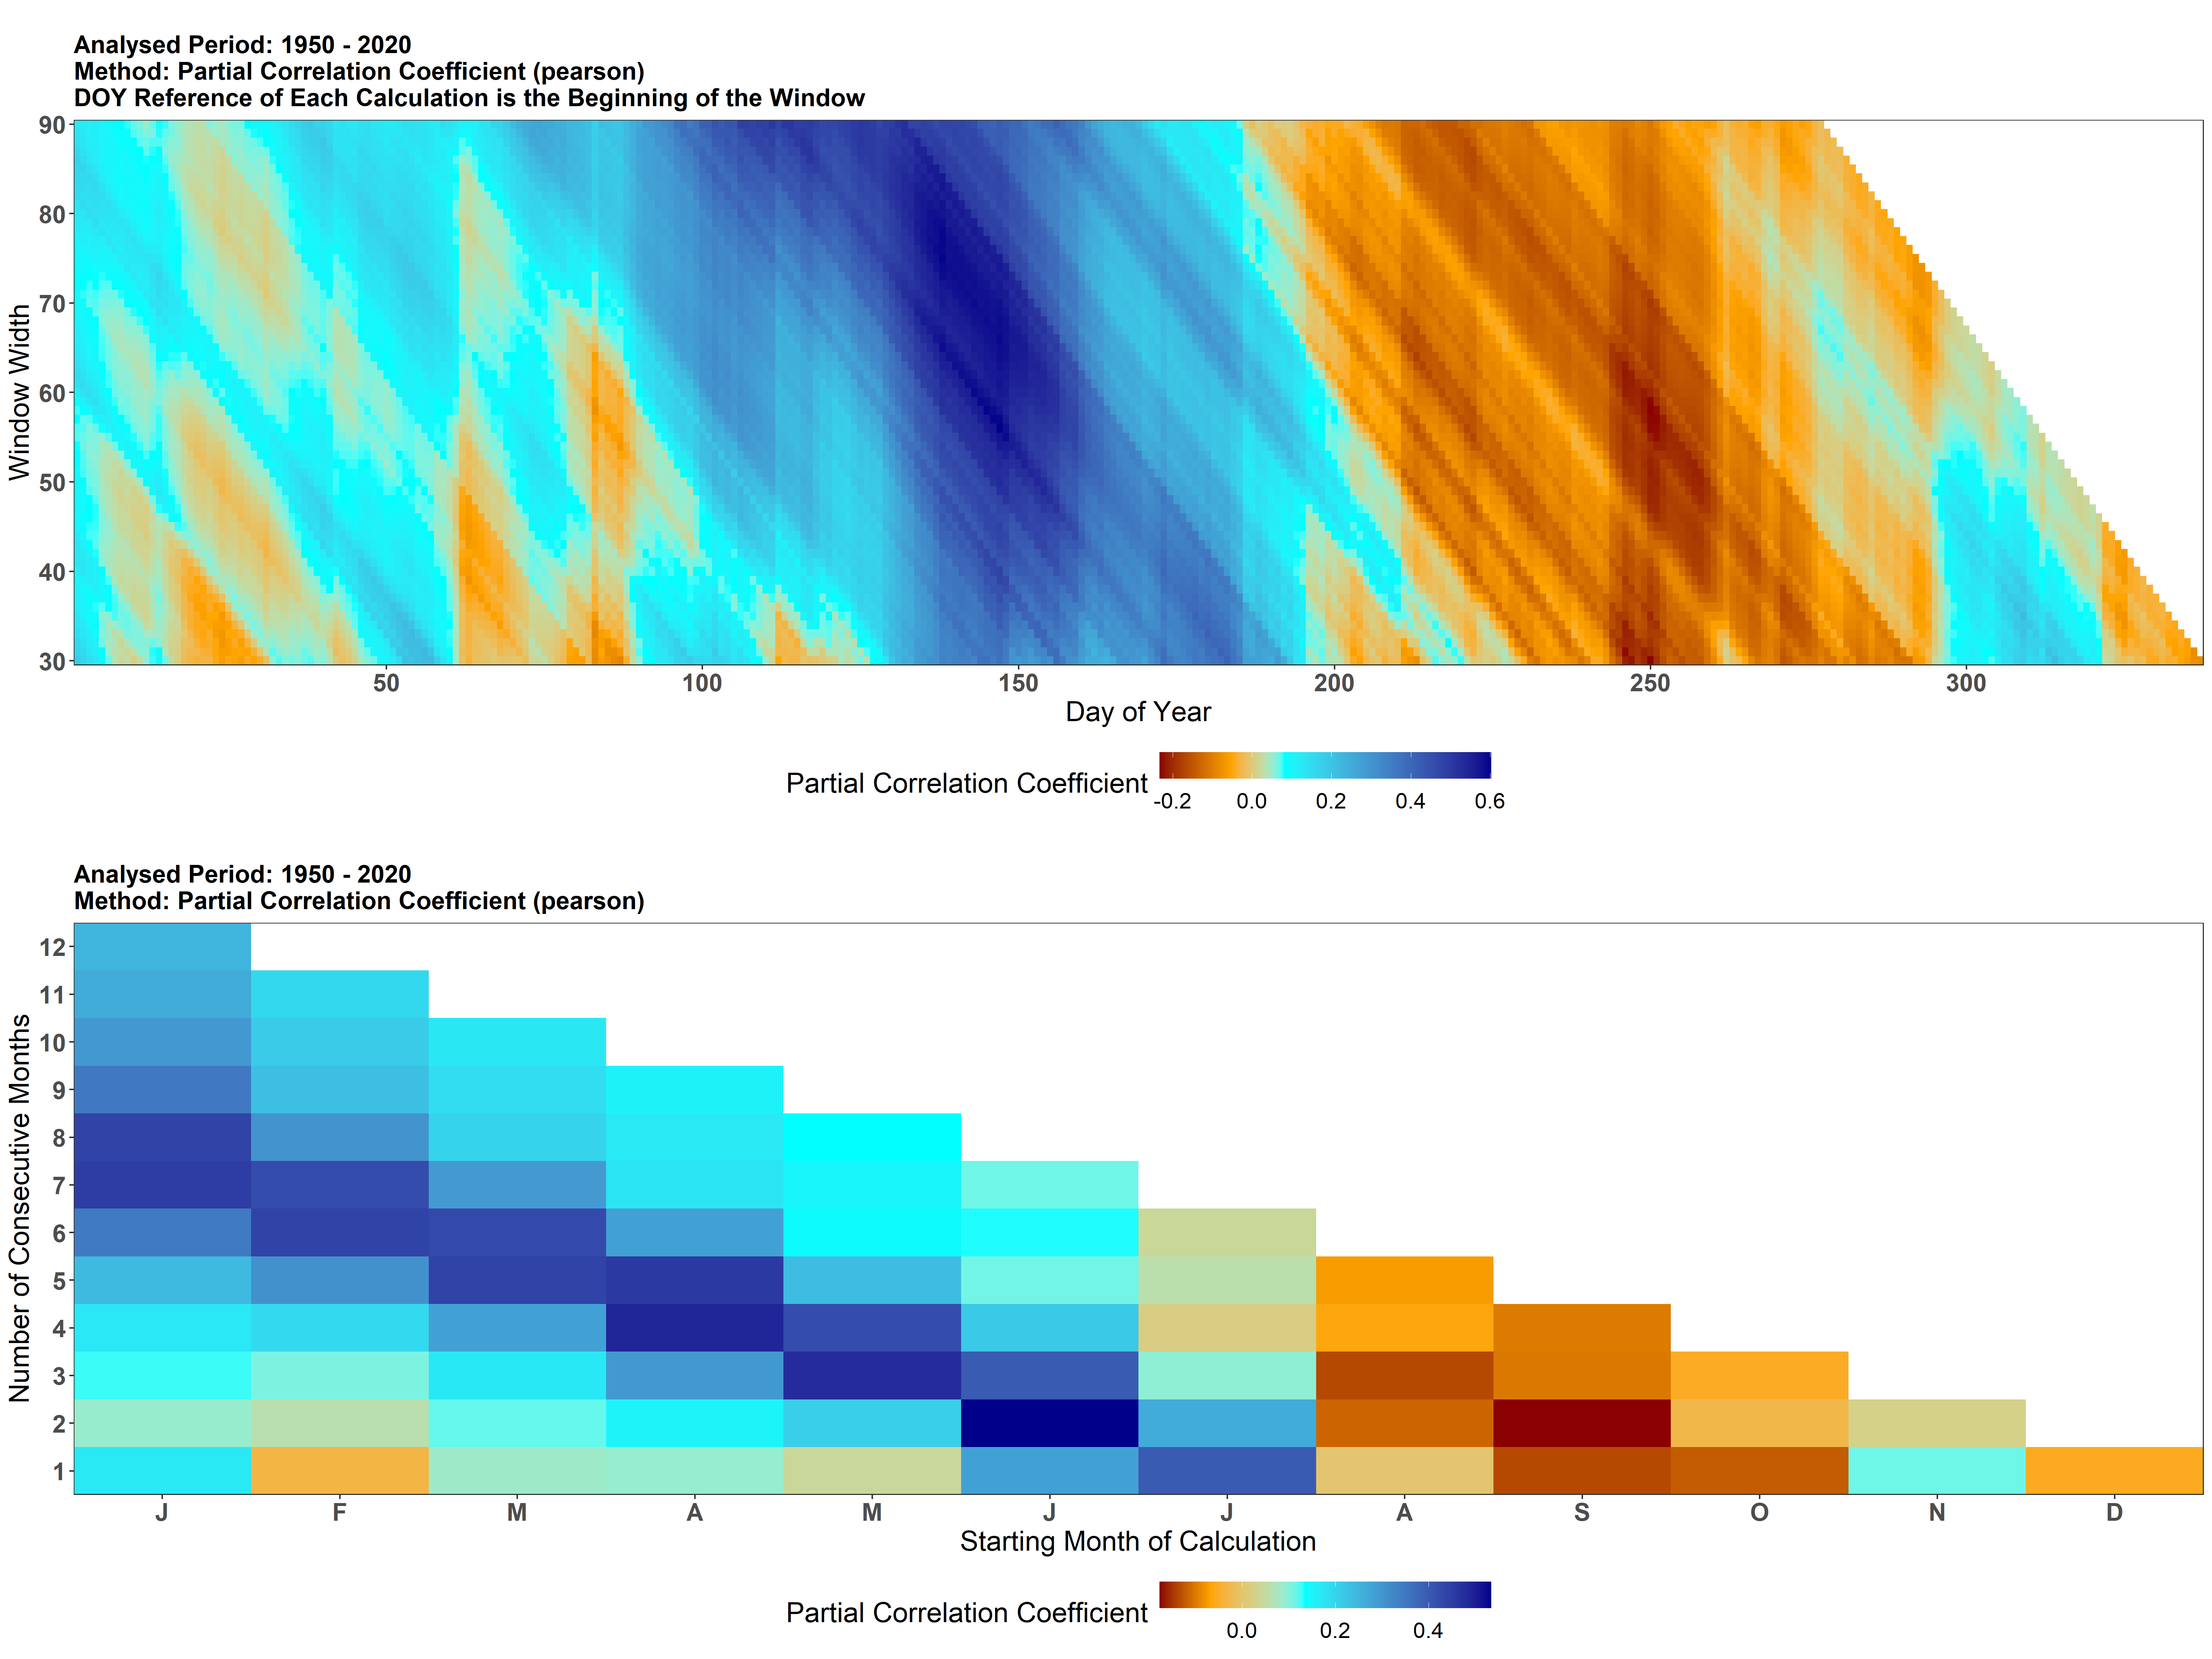 Analysed Period: 1950 - 2020
Method: Partial Correlation Coefficient (pearson)
DOY Reference of Each Calculation is the Beginning of the Window
Window Width
90
80
70
60
50
40
30
50 100 150 200 250 300
Day of Year
Partial Correlation Coefficient
-0.2 0.0 0.2 0.4 0.6
Analysed Period: 1950 - 2020
Method: Partial Correlation Coefficient (pearson)
Number of Consecutive Months
12
11
10
9
8
7
6
5
4
3
2
1
J F M A M J J A S O N D
Starting Month of Calculation
Partial Correlation Coefficient
0.0 0.2 0.4